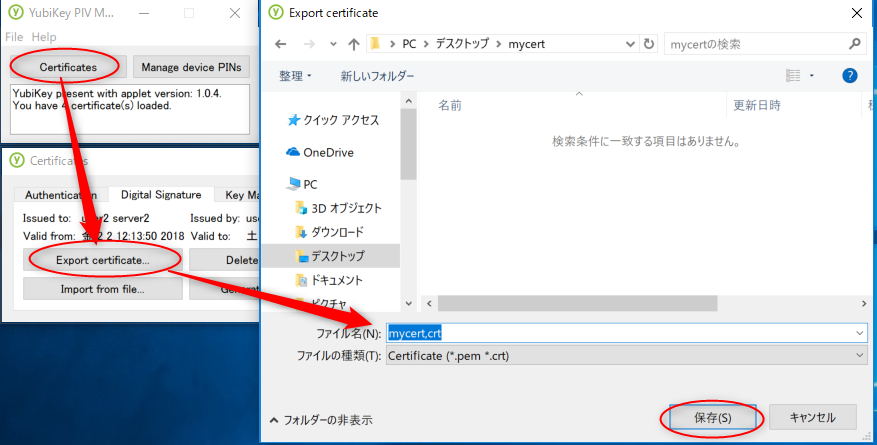 YubiKey PIV M...
File Help
Certificates
Manage device PINs
YubiKey present with applet version: 1.0.4.
You have certificate(s) loaded.
Certificates
Authentication Digital Signature Key Ma
Issued to: user2 server2 Issued by: use
Valid from: 2 12:13:50 2018 Valid to: 土
Export certificate... Delete
Import from file...
Export certificate
PC デスクトップ mycert
mycertの検索
整理 新しいフォルダー
クイック アクセス
OneDrive
PC
3D オブジェクト
ダウンロード
デスクトップ
ドキュメント
ピクチャ
名前 更新日時
検索条件に一致する項目はありません。
ファイル名(N): mycert,crt
ファイルの種類(T): Certificate (*.pem *.crt)
フォルダーの非表示
保存(S)
キャンセル